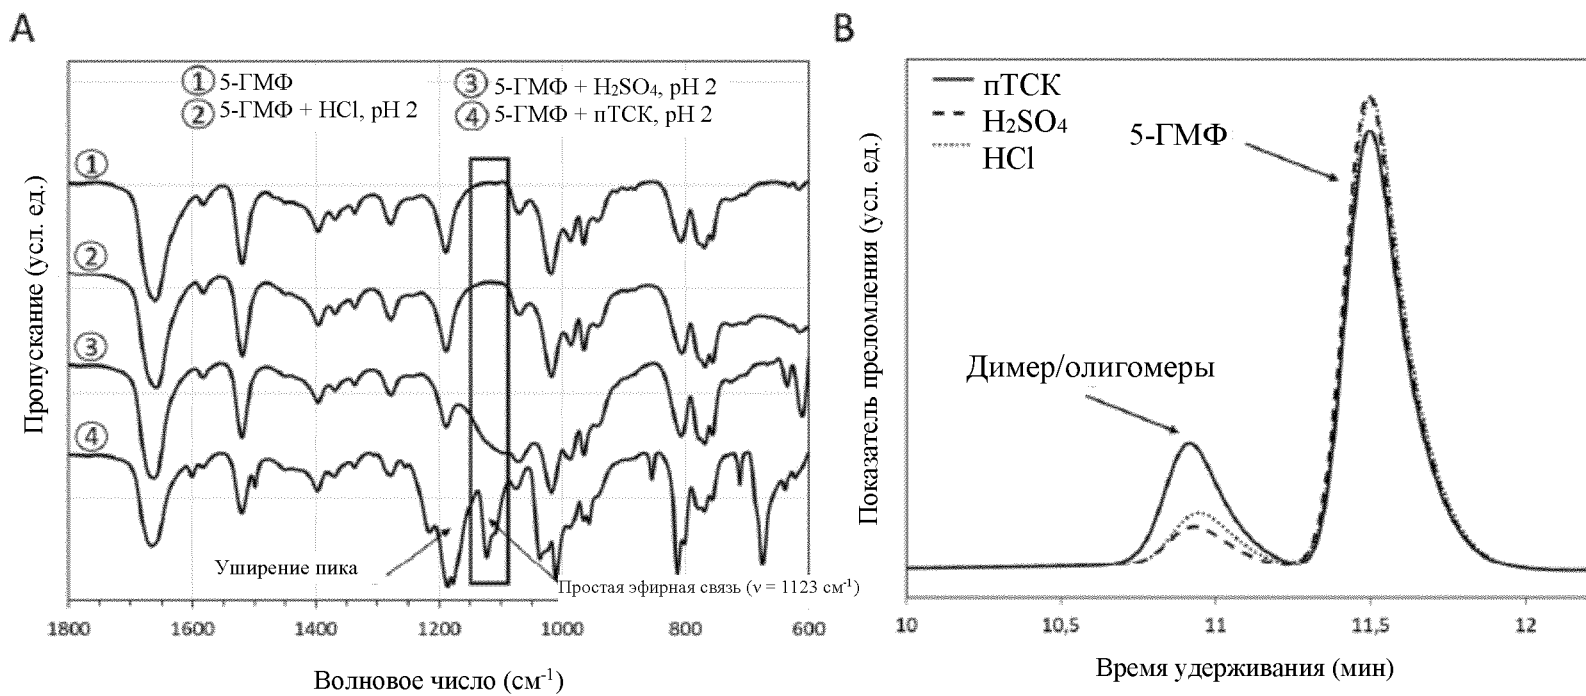 A
① 5-ГМФ
② 5-ГМФ + HCl, pH 2
③ 5-ГМФ + H₂SO₄, pH 2
④ 5-ГМФ + пТСК, pH 2
①
②
③
④
Пропускание (усл. ед.)
Уширение пика
Простая эфирная связь (ν = 1123 см⁻¹)
1800 1600 1400 1200 1000 800 600
Волновое число (см⁻¹)
B
пТСК
H₂SO₄
HCl
5-ГМФ
Димер/олигомеры
Показатель преломления (усл. ед.)
10 10,5 11 11,5 12
Время удерживания (мин)